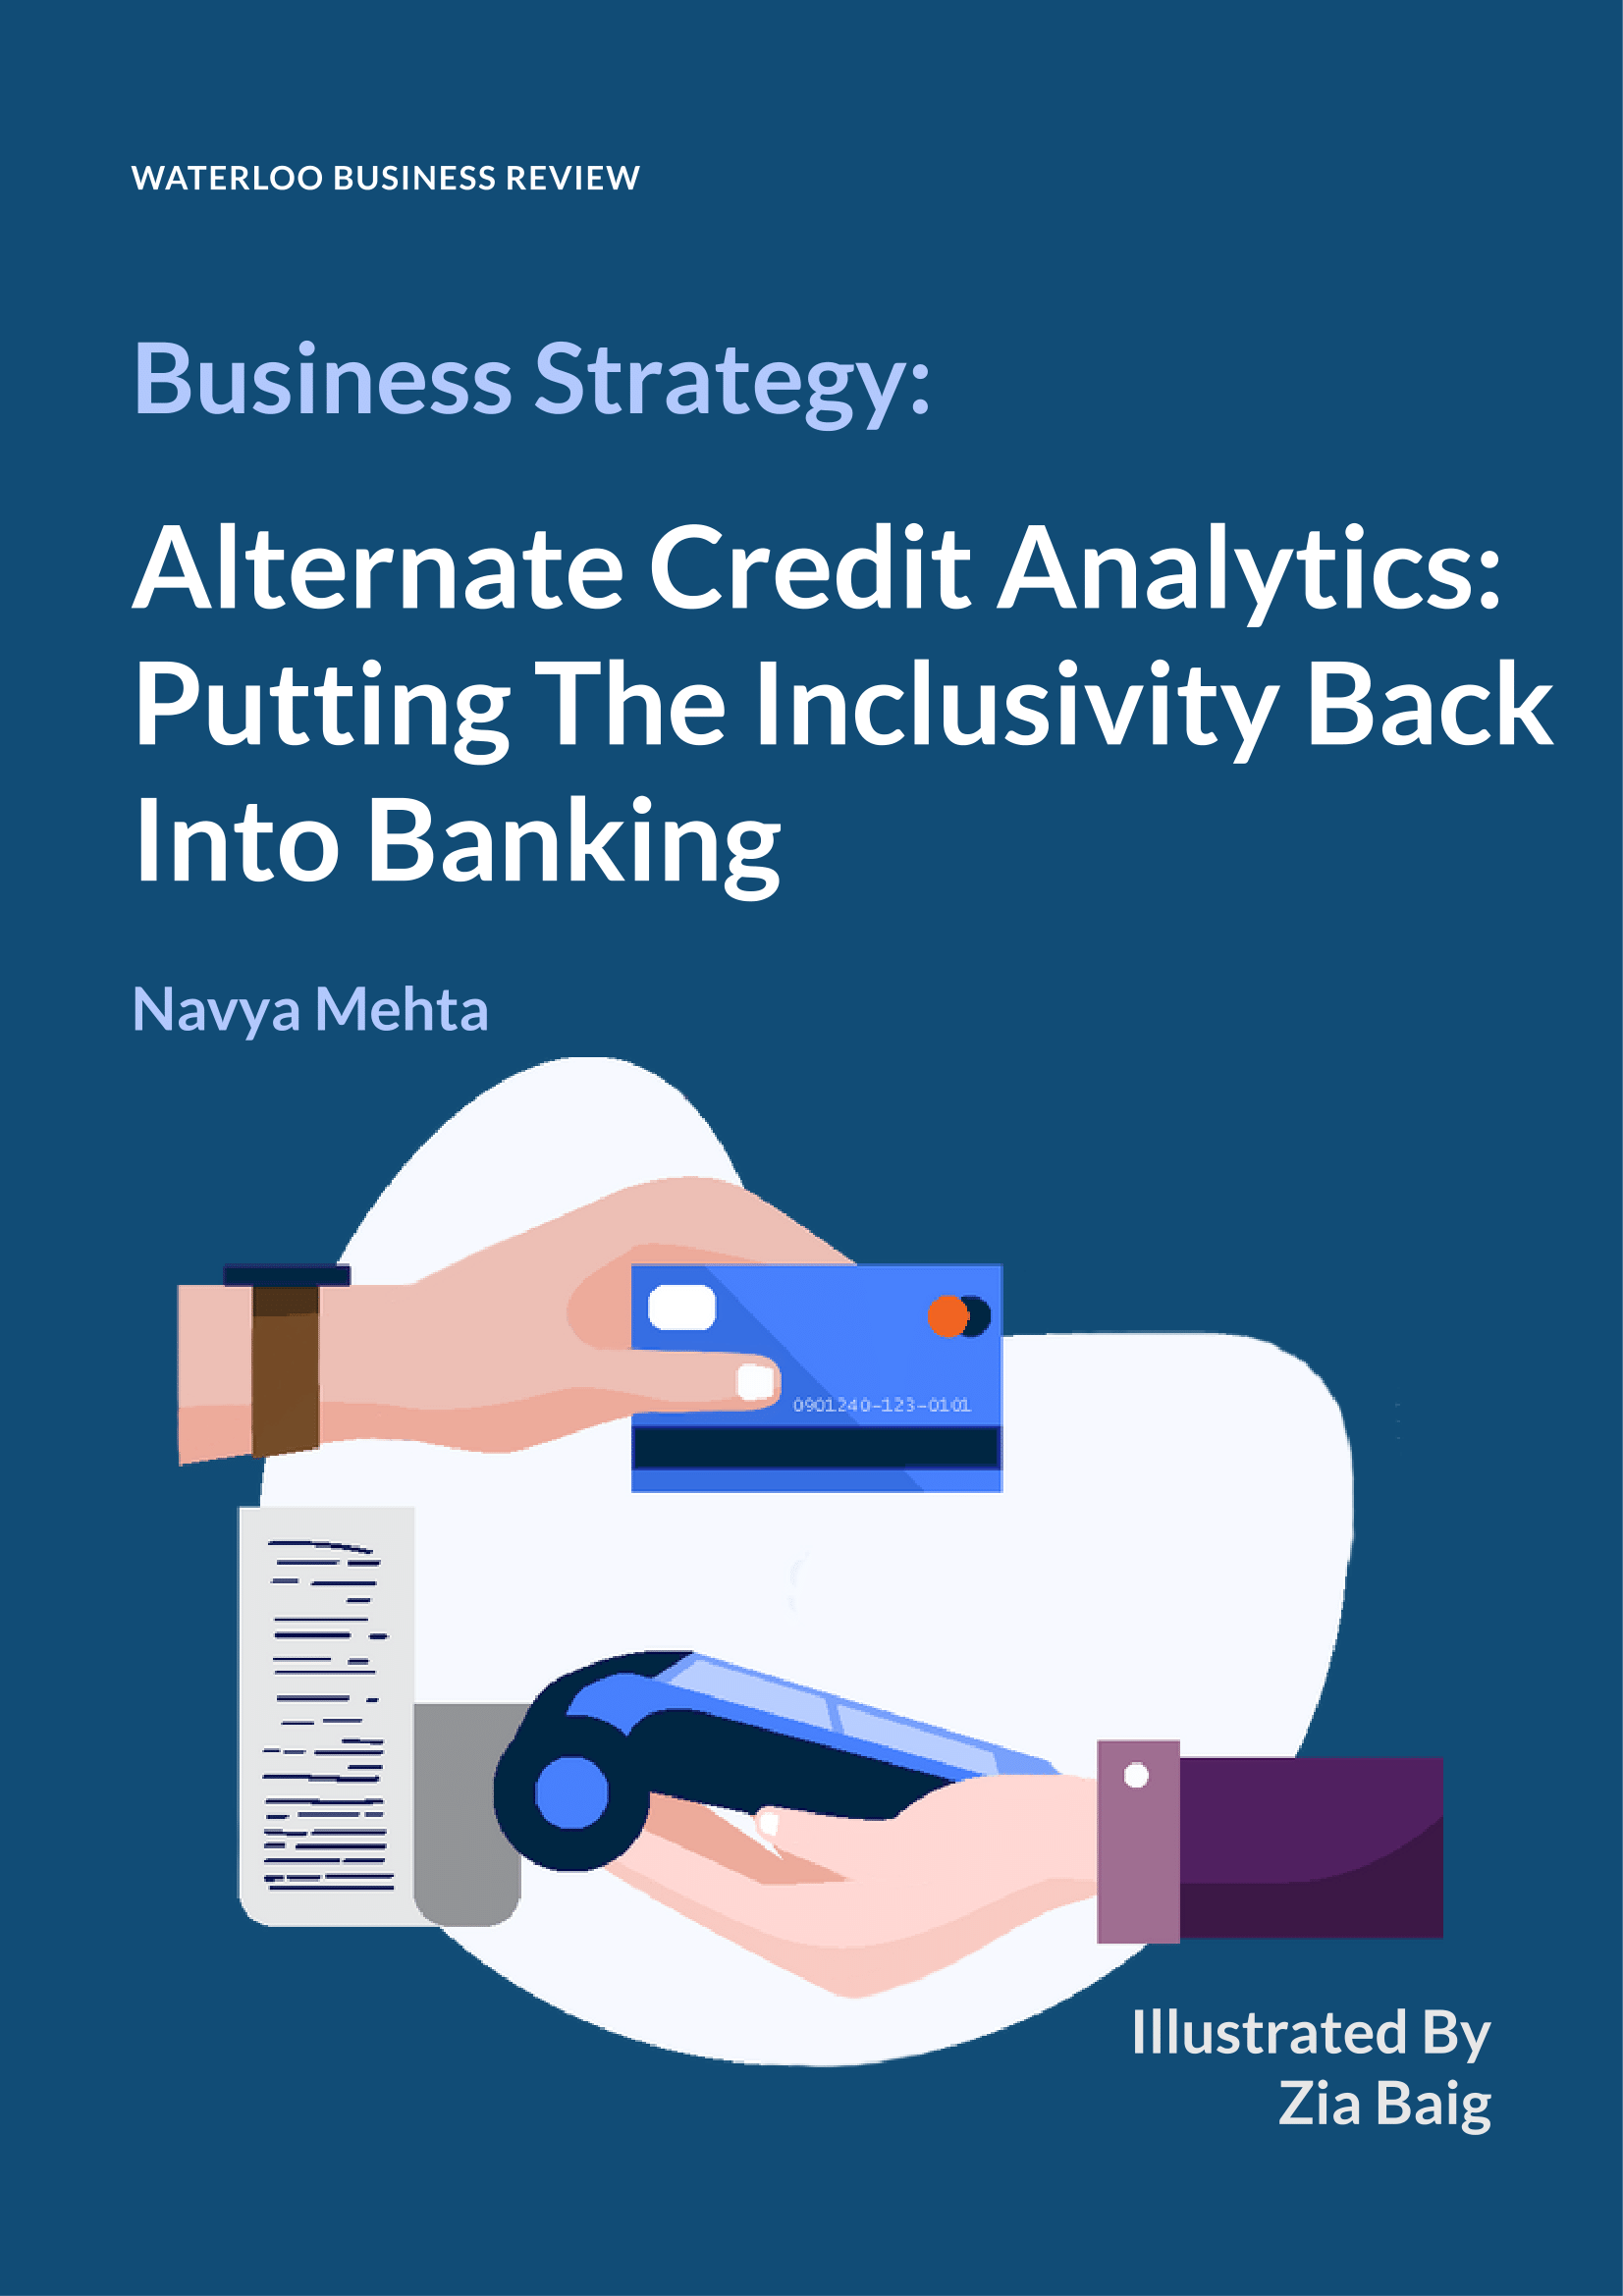 WATERLOO BUSINESS REVIEW
Business Strategy:
Alternate Credit Analytics:
Putting The Inclusivity Back
Into Banking
Navya Mehta
0901240-123-0101
Illustrated By
Zia Baig